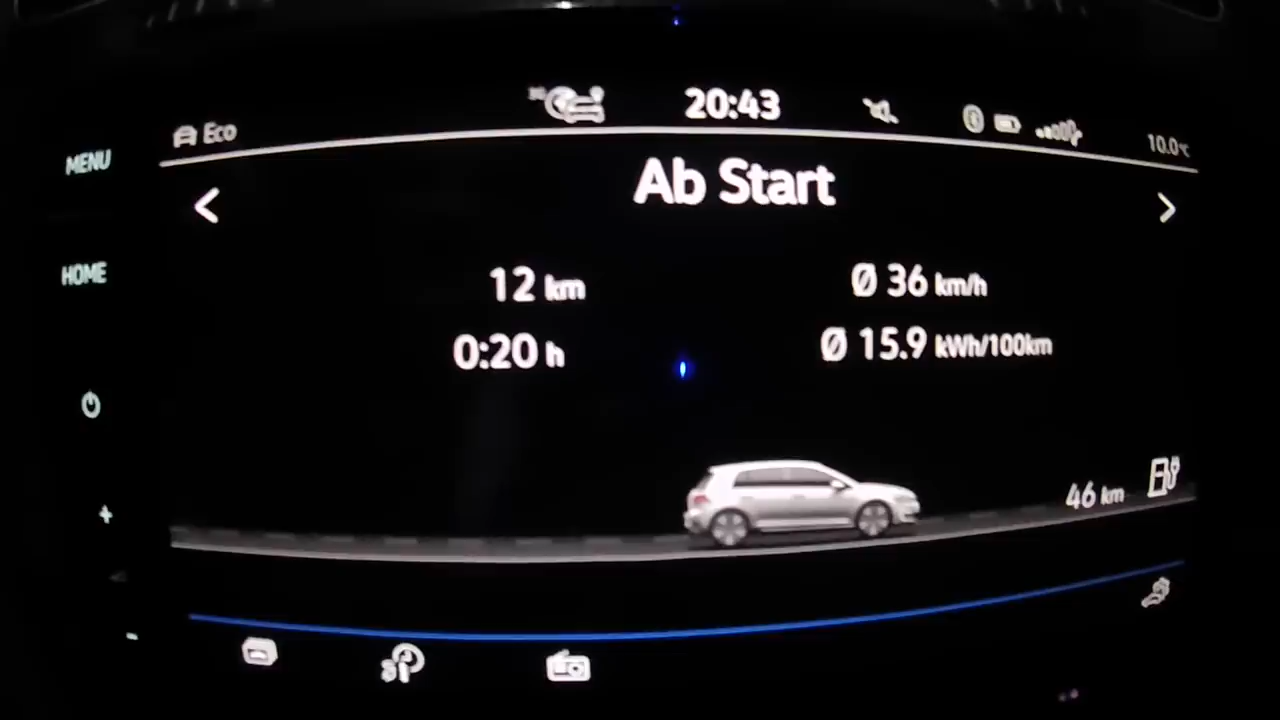 Eco
20:43
10.0°C
MENU
Ab Start
HOME
12 km
Ø 36 km/h
0:20 h
Ø 15.9 kWh/100km
46 km
+
-